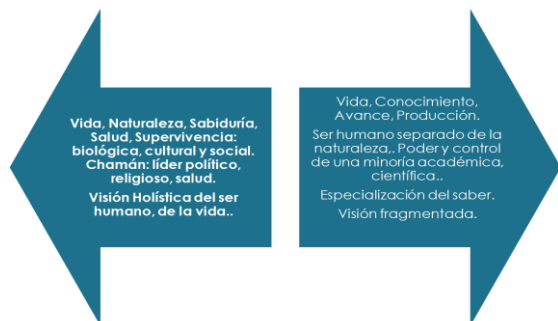 Vida, Naturaleza, Sabiduría,
Salud, Supervivencia:
biológica, cultural y social.
Chamán: líder político,
religioso, salud.
Visión Holística del ser
humano, de la vida..
Vida, Conocimiento,
Avance, Producción.
Ser humano separado de la
naturaleza,. Poder y control
de una minoría académica,
científica..
Especialización del saber.
Visión fragmentada.